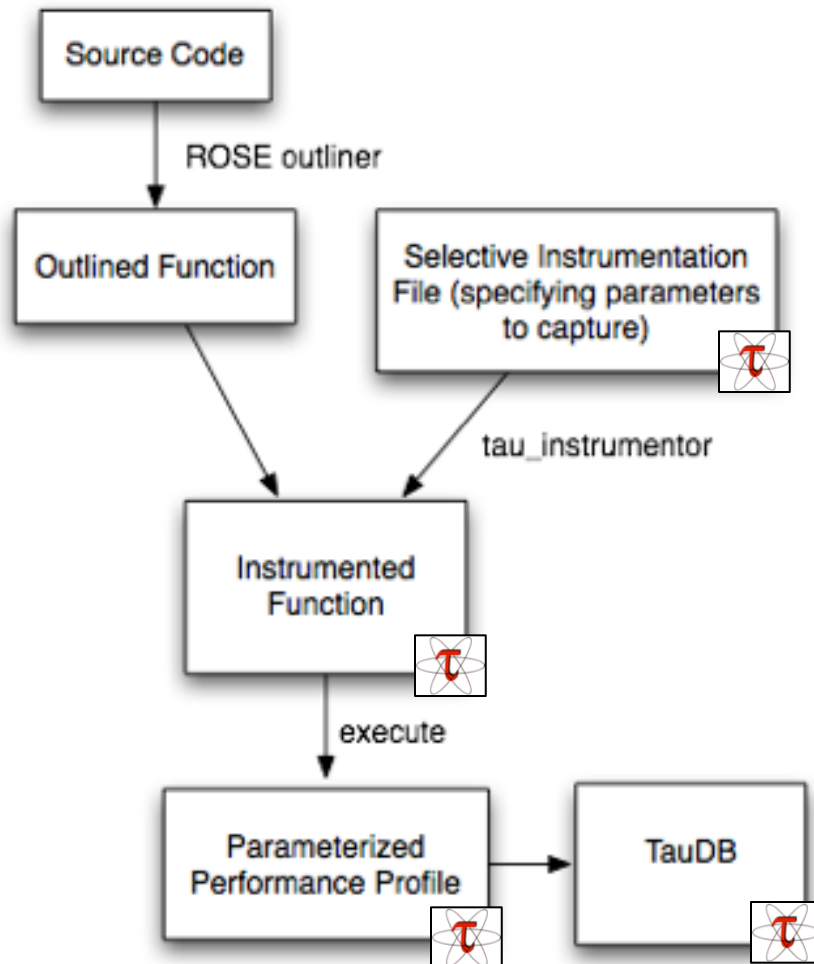 Source Code
ROSE outliner
Outlined Function
Selective Instrumentation
File (specifying parameters
to capture)
τ
tau_instrumentor
Instrumented
Function
τ
execute
Parameterized
Performance Profile
τ
TauDB
τ